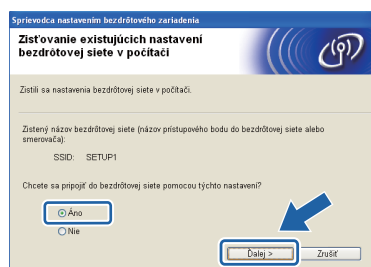 Sprievodca nastavením bezdrôtového zariadenia
Zisťovanie existujúcich nastavení
bezdrôtovej siete v počítači
Zistili sa nastavenia bezdrôtovej siete v počítači.
Zistený názov bezdrôtovej siete (názov prístupového bodu do bezdrôtovej siete alebo
smerovača):
SSID: SETUP1
Chcete sa pripojiť do bezdrôtovej siete pomocou týchto nastavení?
Áno
Nie
Ďalej > Zrušiť